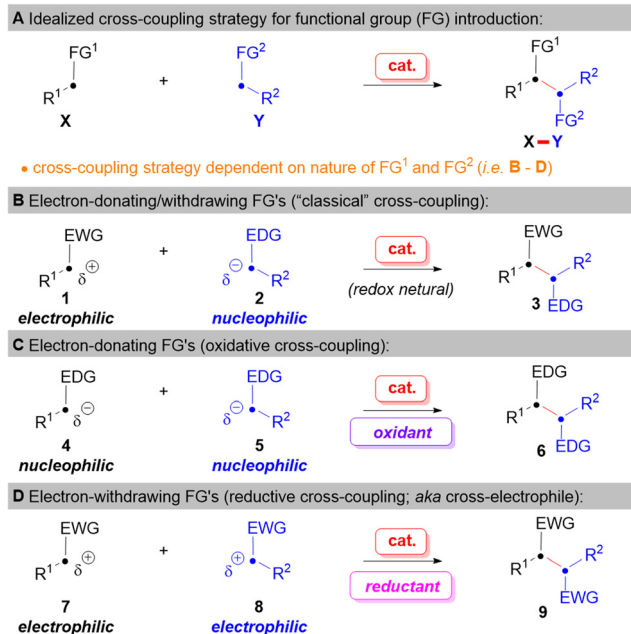 A Idealized cross-coupling strategy for functional group (FG) introduction:
FG¹ FG² FG¹
R¹ + R² cat. R¹ R²
FG²
X Y X Y
• cross-coupling strategy dependent on nature of FG¹ and FG² (i.e. B - D)
B Electron-donating/withdrawing FG's ("classical" cross-coupling):
EWG EDG EWG
R¹ δ ⊕ + δ ⊖ R² cat. R¹ R²
(redox netural)
EDG
1 2 3
electrophilic nucleophilic
C Electron-donating FG's (oxidative cross-coupling):
EDG EDG EDG
R¹ δ ⊖ + δ ⊖ R² cat. R¹ R²
oxidant
EDG
4 5 6
nucleophilic nucleophilic
D Electron-withdrawing FG's (reductive cross-coupling; aka cross-electrophile):
EWG EWG EWG
R¹ δ ⊕ + δ ⊕ R² cat. R¹ R²
reductant
EWG
7 8 9
electrophilic electrophilic